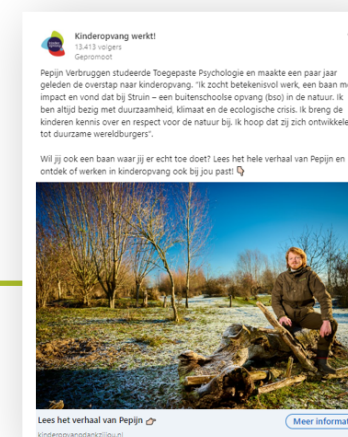 Kinderopvang werkt!
13.413 volgers
Gepromoot
Pepijn Verbruggen studeerde Toegepaste Psychologie en maakte een paar jaar
geleden de overstap naar kinderopvang. "Ik zocht betekenisvol werk, een baan
impact en vond dat bij Struin – een buitenschoolse opvang (bso) in de natuur. Ik
ben altijd bezig met duurzaamheid, klimaat en de ecologische crisis. Ik breng de
kinderen kennis over en respect voor de natuur bij. Ik hoop dat zij zich ontwikkele
tot duurzame wereldburgers".
Wil jij ook een baan waar jij er echt toe doet? Lees het hele verhaal van Pepijn en
ontdek of werken in kinderopvang ook bij jou past!
Lees het verhaal van Pepijn
kinderopvangdankzijjou.nl
Meer informat